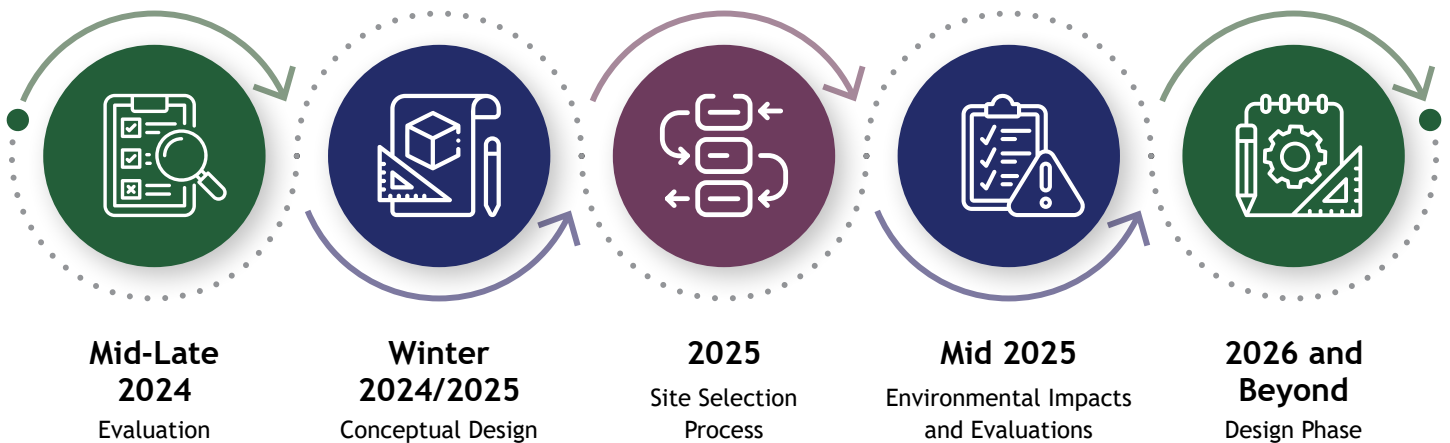 Mid-Late
2024
Evaluation
Winter
2024/2025
Conceptual Design
2025
Site Selection
Process
Mid 2025
Environmental Impacts
and Evaluations
2026 and
Beyond
Design Phase